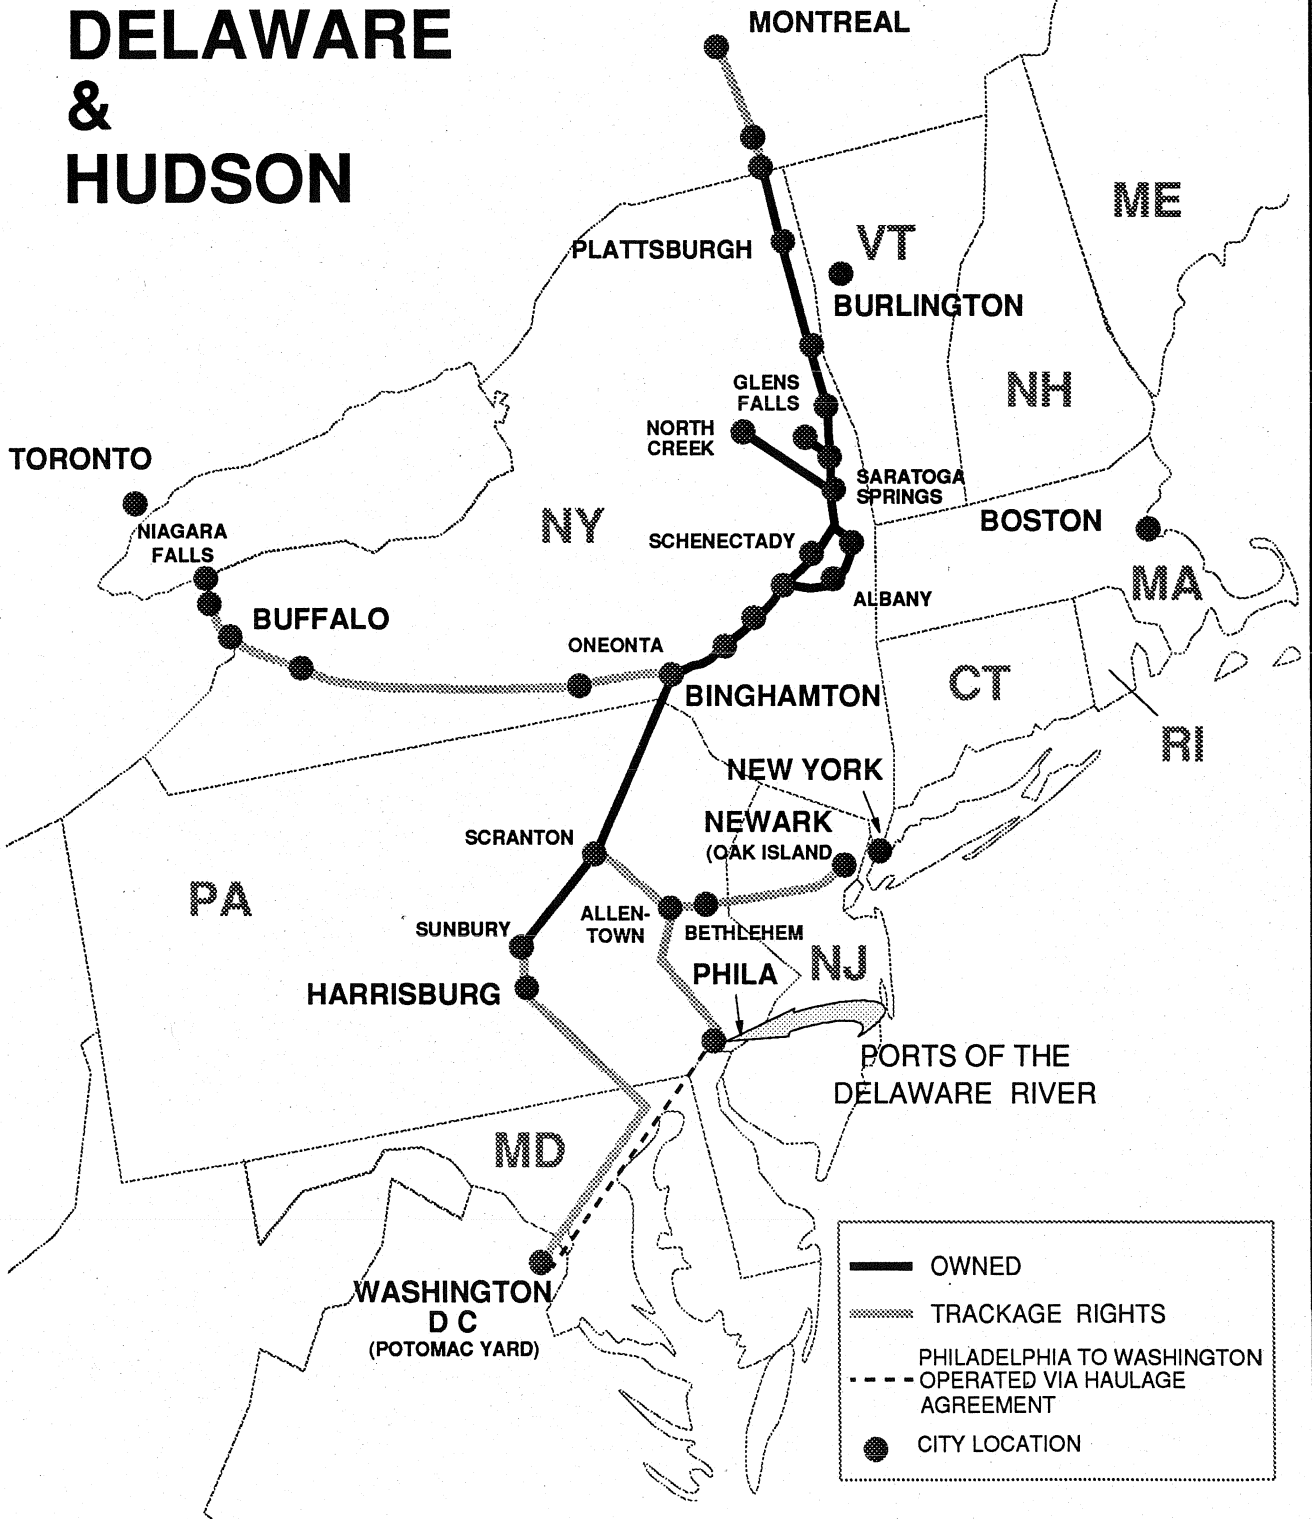 DELAWARE
&
HUDSON
MONTREAL
ME
VT
PLATTSBURGH
BURLINGTON
GLENS
FALLS
NH
NORTH
CREEK
TORONTO
SARATOGA
SPRINGS
NY
BOSTON
NIAGARA
FALLS
SCHENECTADY
MA
ALBANY
BUFFALO
ONEONTA
CT
BINGHAMTON
RI
NEW YORK
NEWARK
(OAK ISLAND
SCRANTON
PA
ALLEN-
TOWN
SUNBURY
BETHLEHEM
NJ
PHILA
HARRISBURG
PORTS OF THE
DELAWARE RIVER
MD
WASHINGTON
D C
(POTOMAC YARD)
OWNED
TRACKAGE RIGHTS
PHILADELPHIA TO WASHINGTON
OPERATED VIA HAULAGE
AGREEMENT
CITY LOCATION